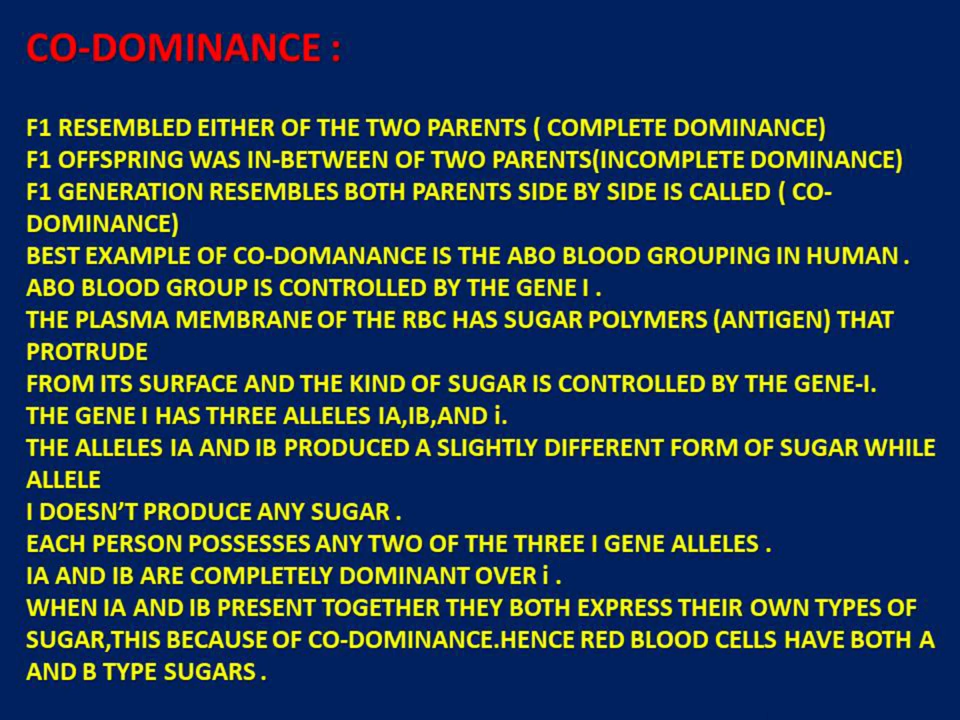 CO-DOMINANCE :
F1 RESEMBLED EITHER OF THE TWO PARENTS ( COMPLETE DOMINANCE)
F1 OFFSPRING WAS IN-BETWEEN OF TWO PARENTS(INCOMPLETE DOMINANCE)
F1 GENERATION RESEMBLES BOTH PARENTS SIDE BY SIDE IS CALLED ( CO-
DOMINANCE)
BEST EXAMPLE OF CO-DOMANANCE IS THE ABO BLOOD GROUPING IN HUMAN .
ABO BLOOD GROUP IS CONTROLLED BY THE GENE I .
THE PLASMA MEMBRANE OF THE RBC HAS SUGAR POLYMERS (ANTIGEN) THAT
PROTRUDE
FROM ITS SURFACE AND THE KIND OF SUGAR IS CONTROLLED BY THE GENE-I.
THE GENE I HAS THREE ALLELES IA,IB,AND i.
THE ALLELES IA AND IB PRODUCED A SLIGHTLY DIFFERENT FORM OF SUGAR WHILE
ALLELE
I DOESN’T PRODUCE ANY SUGAR .
EACH PERSON POSSESSES ANY TWO OF THE THREE I GENE ALLELES .
IA AND IB ARE COMPLETELY DOMINANT OVER i .
WHEN IA AND IB PRESENT TOGETHER THEY BOTH EXPRESS THEIR OWN TYPES OF
SUGAR,THIS BECAUSE OF CO-DOMINANCE.HENCE RED BLOOD CELLS HAVE BOTH A
AND B TYPE SUGARS .